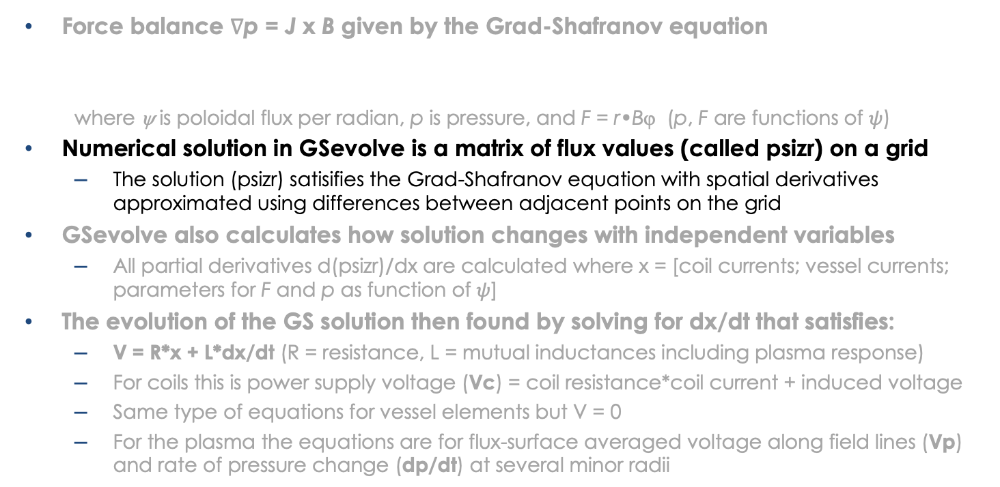 • Force balance ∇p = J x B given by the Grad-Shafranov equation
where ψ is poloidal flux per radian, p is pressure, and F = r•Bφ (p, F are functions of ψ)
• Numerical solution in GSevolve is a matrix of flux values (called psizr) on a grid
– The solution (psizr) satisifies the Grad-Shafranov equation with spatial derivatives
approximated using differences between adjacent points on the grid
• GSevolve also calculates how solution changes with independent variables
– All partial derivatives d(psizr)/dx are calculated where x = [coil currents; vessel currents;
parameters for F and p as function of ψ]
• The evolution of the GS solution then found by solving for dx/dt that satisfies:
– V = R*x + L*dx/dt (R = resistance, L = mutual inductances including plasma response)
– For coils this is power supply voltage (Vc) = coil resistance*coil current + induced voltage
– Same type of equations for vessel elements but V = 0
– For the plasma the equations are for flux-surface averaged voltage along field lines (Vp)
and rate of pressure change (dp/dt) at several minor radii